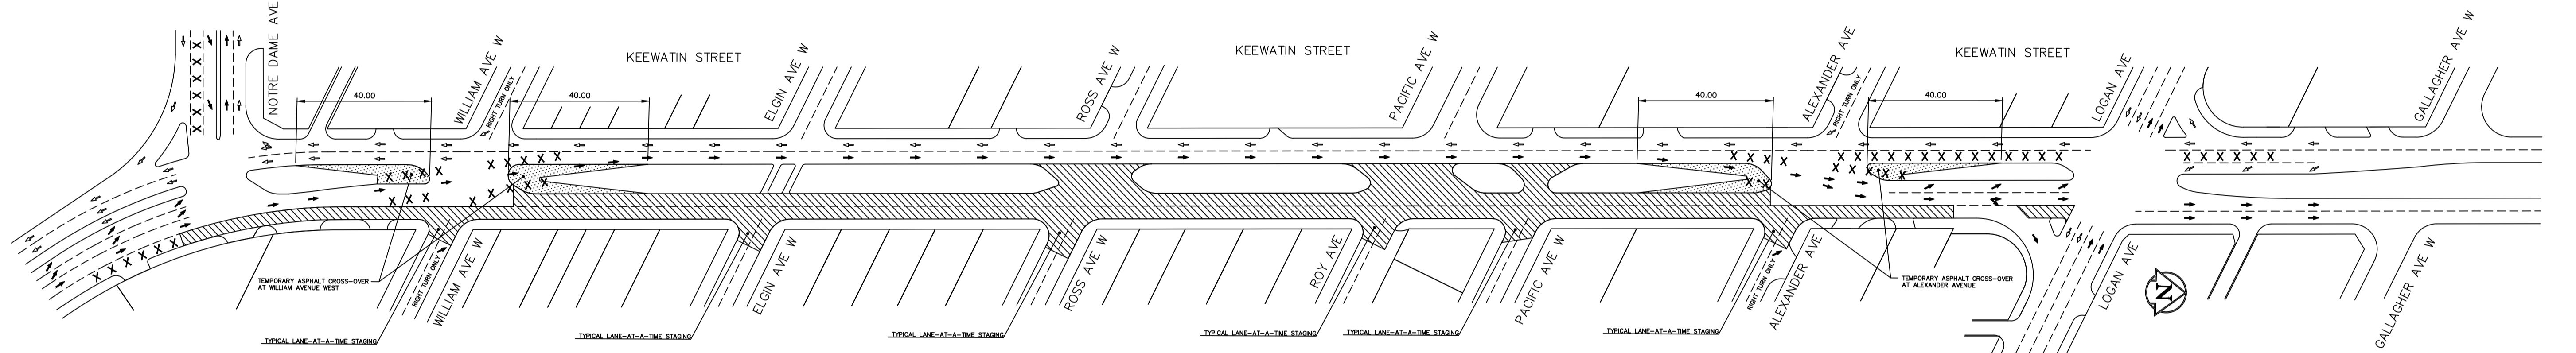 NOTRE DAME AVE
40.00
WILLIAM AVE W
RIGHT TURN ONLY
40.00
KEEWATIN STREET
ELGIN AVE W
ROSS AVE W
KEEWATIN STREET
PACIFIC AVE W
40.00
ALEXANDER AVE
RIGHT TURN ONLY
40.00
KEEWATIN STREET
LOGAN AVE
GALLAGHER AVE W
TEMPORARY ASPHALT CROSS-OVER
AT WILLIAM AVENUE WEST
RIGHT TURN ONLY
WILLIAM AVE W
ELGIN AVE W
ROSS AVE W
ROY AVE
PACIFIC AVE W
RIGHT TURN ONLY
ALEXANDER AVE
TEMPORARY ASPHALT CROSS-OVER
AT ALEXANDER AVENUE
LOGAN AVE
N
GALLAGHER AVE W
TYPICAL LANE-AT-A-TIME STAGING
TYPICAL LANE-AT-A-TIME STAGING
TYPICAL LANE-AT-A-TIME STAGING
TYPICAL LANE-AT-A-TIME STAGING
TYPICAL LANE-AT-A-TIME STAGING
TYPICAL LANE-AT-A-TIME STAGING